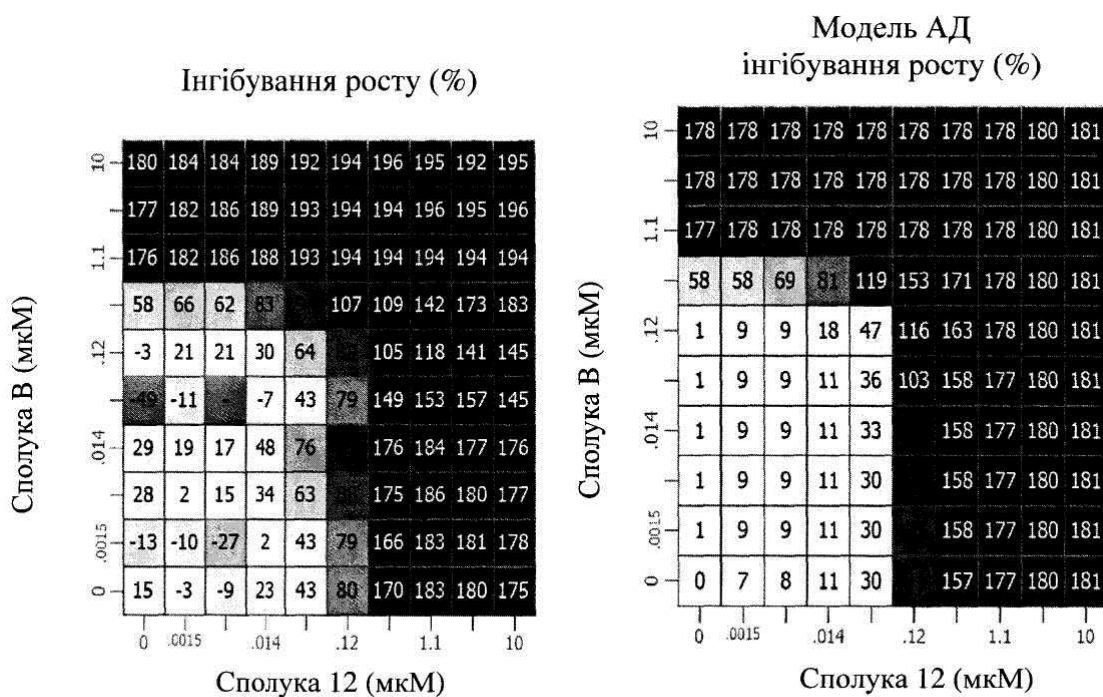 Інгібування росту (%)
10 180 184 184 189 192 194 196 195 192 195
177 182 186 189 193 194 194 196 195 196
1.1 176 182 186 188 193 194 194 194 194 194
58 66 62 83 107 109 142 173 183
.12 -3 21 21 30 64 105 118 141 145
-49 -11 - -7 43 79 149 153 157 145
.014 29 19 17 48 76 176 184 177 176
28 2 15 34 63 175 186 180 177
.0015 -13 -10 -27 2 43 79 166 183 181 178
0 15 -3 -9 23 43 80 170 183 180 175
0 .0015 .014 .12 1.1 10
Сполука В (мкМ)
Сполука 12 (мкМ)
Модель АД
інгібування росту (%)
10 178 178 178 178 178 178 178 178 180 181
178 178 178 178 178 178 178 178 180 181
1.1 177 178 178 178 178 178 178 178 180 181
58 58 69 81 119 153 171 178 180 181
.12 1 9 9 18 47 116 163 178 180 181
1 9 9 11 36 103 158 177 180 181
.014 1 9 9 11 33 158 177 180 181
1 9 9 11 30 158 177 180 181
.0015 1 9 9 11 30 158 177 180 181
0 0 7 8 11 30 157 177 180 181
0 .0015 .014 .12 1.1 10
Сполука В (мкМ)
Сполука 12 (мкМ)